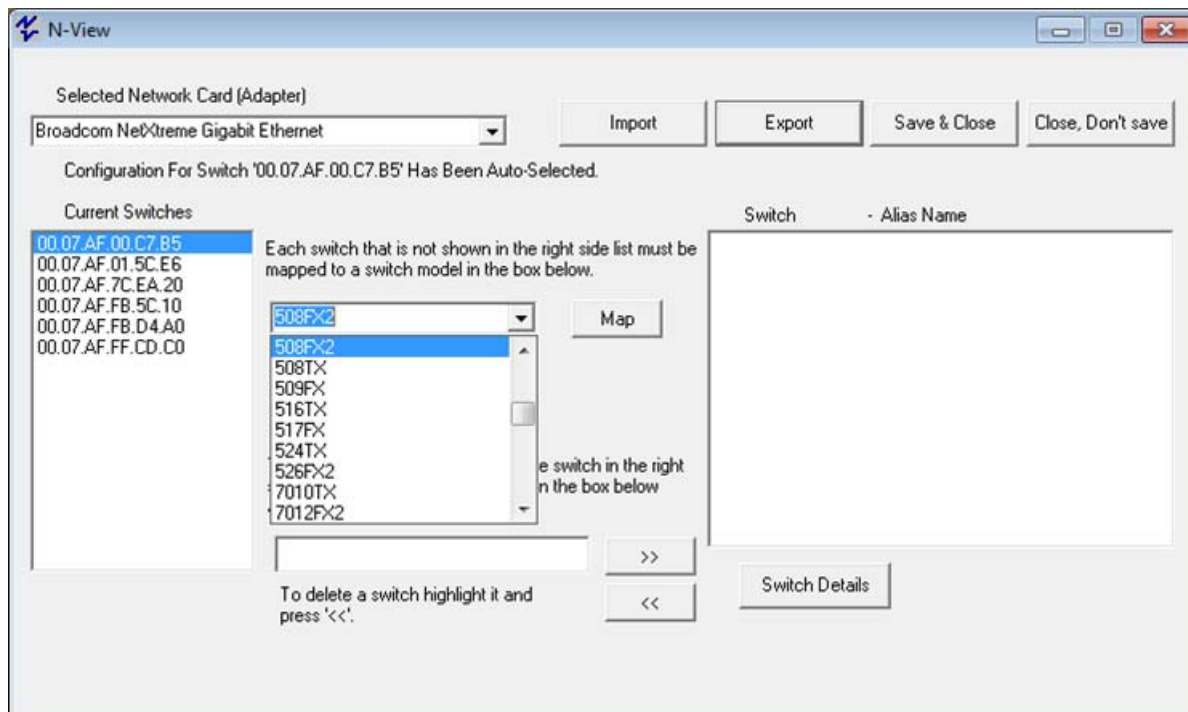 N-View
Selected Network Card (Adapter)
Broadcom NetXtreme Gigabit Ethernet
Import
Export
Save & Close
Close, Don't save
Configuration For Switch '00.07.AF.00.C7.B5' Has Been Auto-Selected.
Current Switches
00.07.AF.00.C7.B5
00.07.AF.01.5C.E6
00.07.AF.7C.EA.20
00.07.AF.FB.5C.10
00.07.AF.FB.D4.A0
00.07.AF.FF.CD.C0
Each switch that is not shown in the right side list must be
mapped to a switch model in the box below.
508FX2
Map
508FX2
508TX
509FX
516TX
517FX
524TX
526FX2
7010TX
7012FX2
e switch in the right
n the box below
>>
To delete a switch highlight it and
press '<<'.
<<
Switch - Alias Name
Switch Details